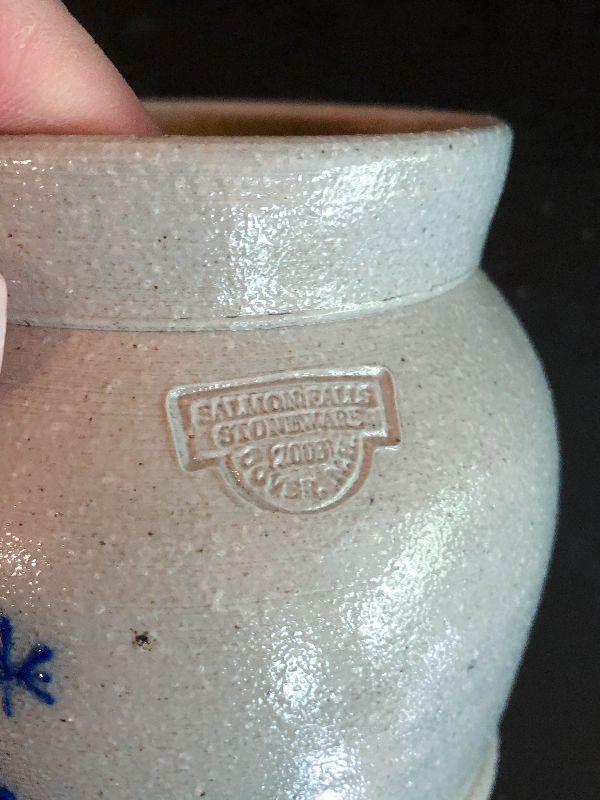 SALMON FALLS
STONEWARE
2003
DOVER, N.H.
k